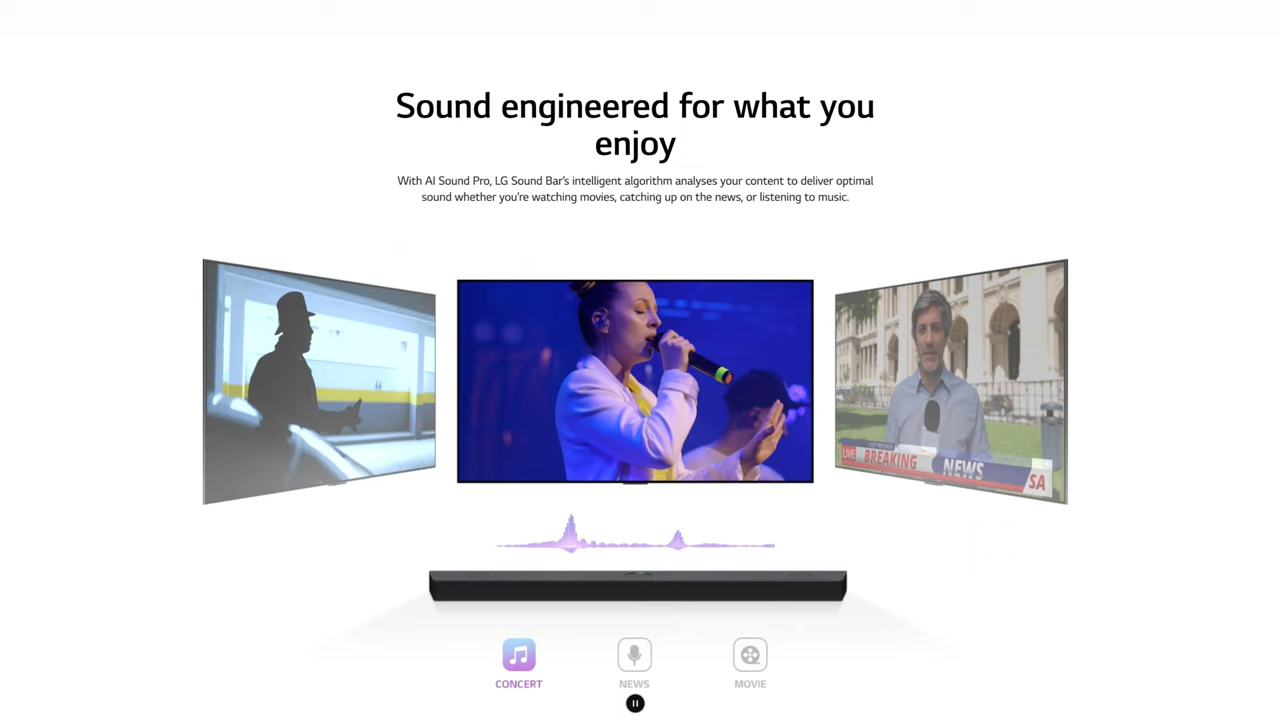 Sound engineered for what you
enjoy
With AI Sound Pro, LG Sound Bar's intelligent algorithm analyses your content to deliver optimal
sound whether you're watching movies, catching up on the news, or listening to music.
LIVE BREAKING NEWS SA
CONCERT NEWS MOVIE